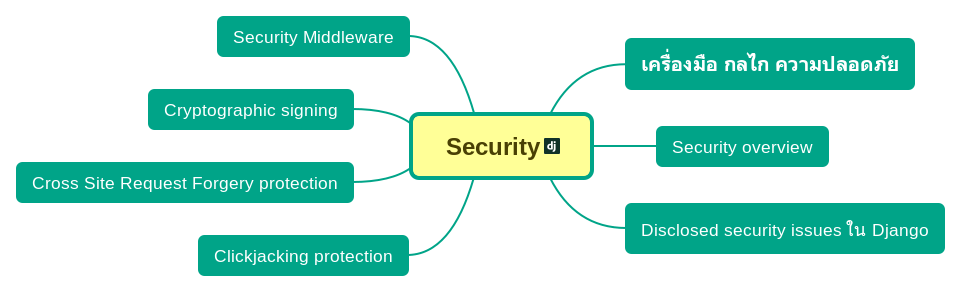 Security Middleware
Cryptographic signing
Cross Site Request Forgery protection
Clickjacking protection
Security dj
เครื่องมือ กลไก ความปลอดภัย
Security overview
Disclosed security issues ใน Django